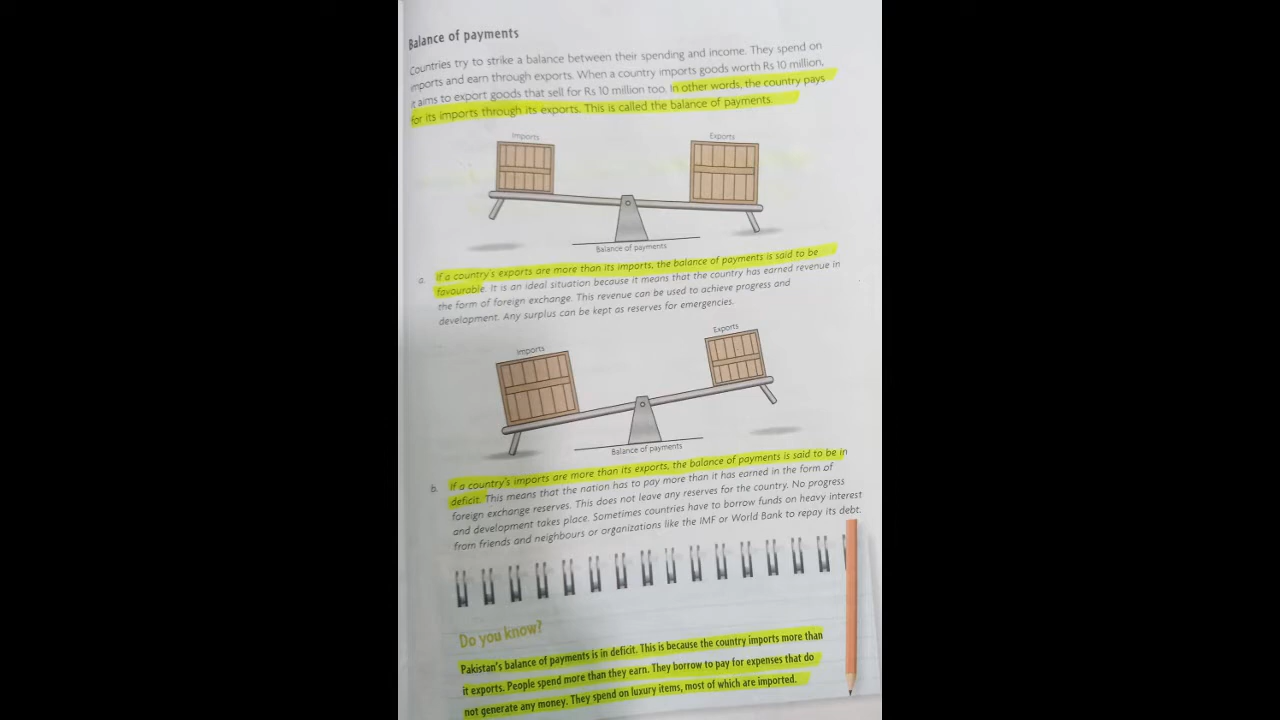 Balance of payments
Countries try to strike a balance between their spending and income. They spend on
imports and earn through exports. When a country imports goods worth Rs 10 million,
it aims to export goods that sell for Rs 10 million too. In other words, the country pays
for its imports through its exports. This is called the balance of payments.
Imports
Exports
Balance of payments
a. If a country's exports are more than its imports, the balance of payments is said to be
favourable. It is an ideal situation because it means that the country has earned revenue in
the form of foreign exchange. This revenue can be used to achieve progress and
development. Any surplus can be kept as reserves for emergencies.
Imports
Exports
Balance of payments
b. If a country's imports are more than its exports, the balance of payments is said to be in
deficit. This means that the nation has to pay more than it has earned in the form of
foreign exchange reserves. This does not leave any reserves for the country. No progress
and development takes place. Sometimes countries have to borrow funds on heavy interest
from friends and neighbours or organizations like the IMF or World Bank to repay its debt.
Do you know?
Pakistan's balance of payments is in deficit. This is because the country imports more than
it exports. People spend more than they earn. They borrow to pay for expenses that do
not generate any money. They spend on luxury items, most of which are imported.